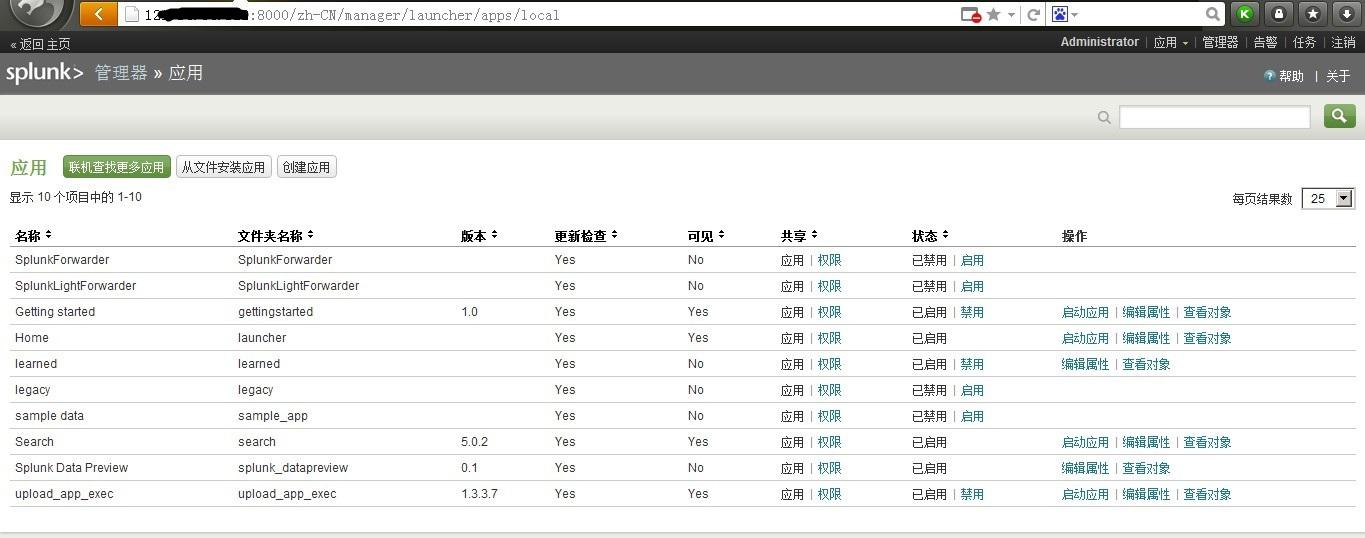 12 :8000/zh-CN/manager/launcher/apps/local
« 返回 主页 Administrator | 应用 | 管理器 | 告警 | 任务 | 注销
splunk> 管理器 » 应用 ? 帮助 | 关于
应用 联机查找更多应用 从文件安装应用 创建应用
显示 10 个项目中的 1-10 每页结果数 25
名称 文件夹名称 版本 更新检查 可见 共享 状态 操作
SplunkForwarder SplunkForwarder Yes No 应用 | 权限 已禁用 | 启用
SplunkLightForwarder SplunkLightForwarder Yes No 应用 | 权限 已禁用 | 启用
Getting started gettingstarted 1.0 Yes Yes 应用 | 权限 已启用 | 禁用 启动应用 | 编辑属性 | 查看对象
Home launcher Yes Yes 应用 | 权限 已启用 启动应用 | 编辑属性 | 查看对象
learned learned Yes No 应用 | 权限 已启用 | 禁用 编辑属性 | 查看对象
legacy legacy Yes No 应用 | 权限 已禁用 | 启用
sample data sample_app Yes No 应用 | 权限 已禁用 | 启用
Search search 5.0.2 Yes Yes 应用 | 权限 已启用 启动应用 | 编辑属性 | 查看对象
Splunk Data Preview splunk_datapreview 0.1 Yes No 应用 | 权限 已启用 编辑属性 | 查看对象
upload_app_exec upload_app_exec 1.3.3.7 Yes Yes 应用 | 权限 已启用 | 禁用 启动应用 | 编辑属性 | 查看对象